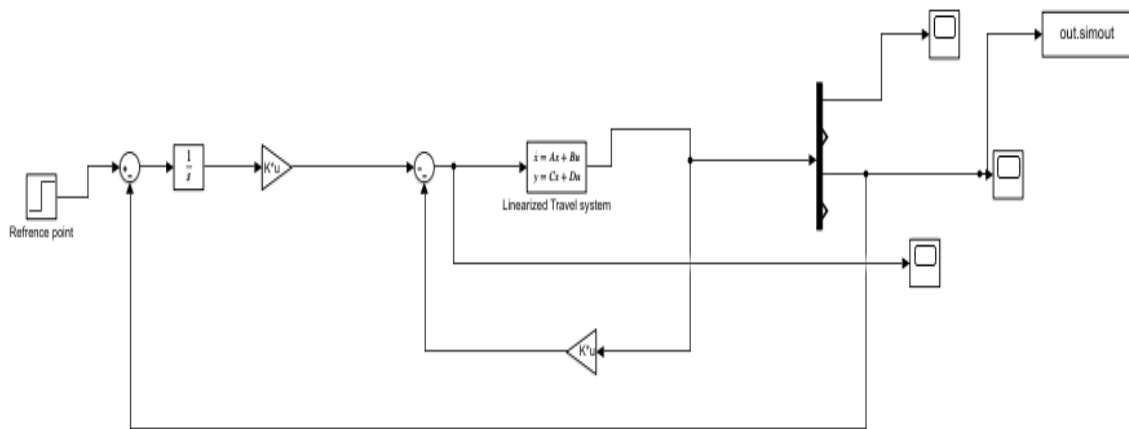 out.simout
1
s
K*u
ẋ = Ax + Bu
y = Cx + Du
Linearized Travel system
Refrence point
K*u